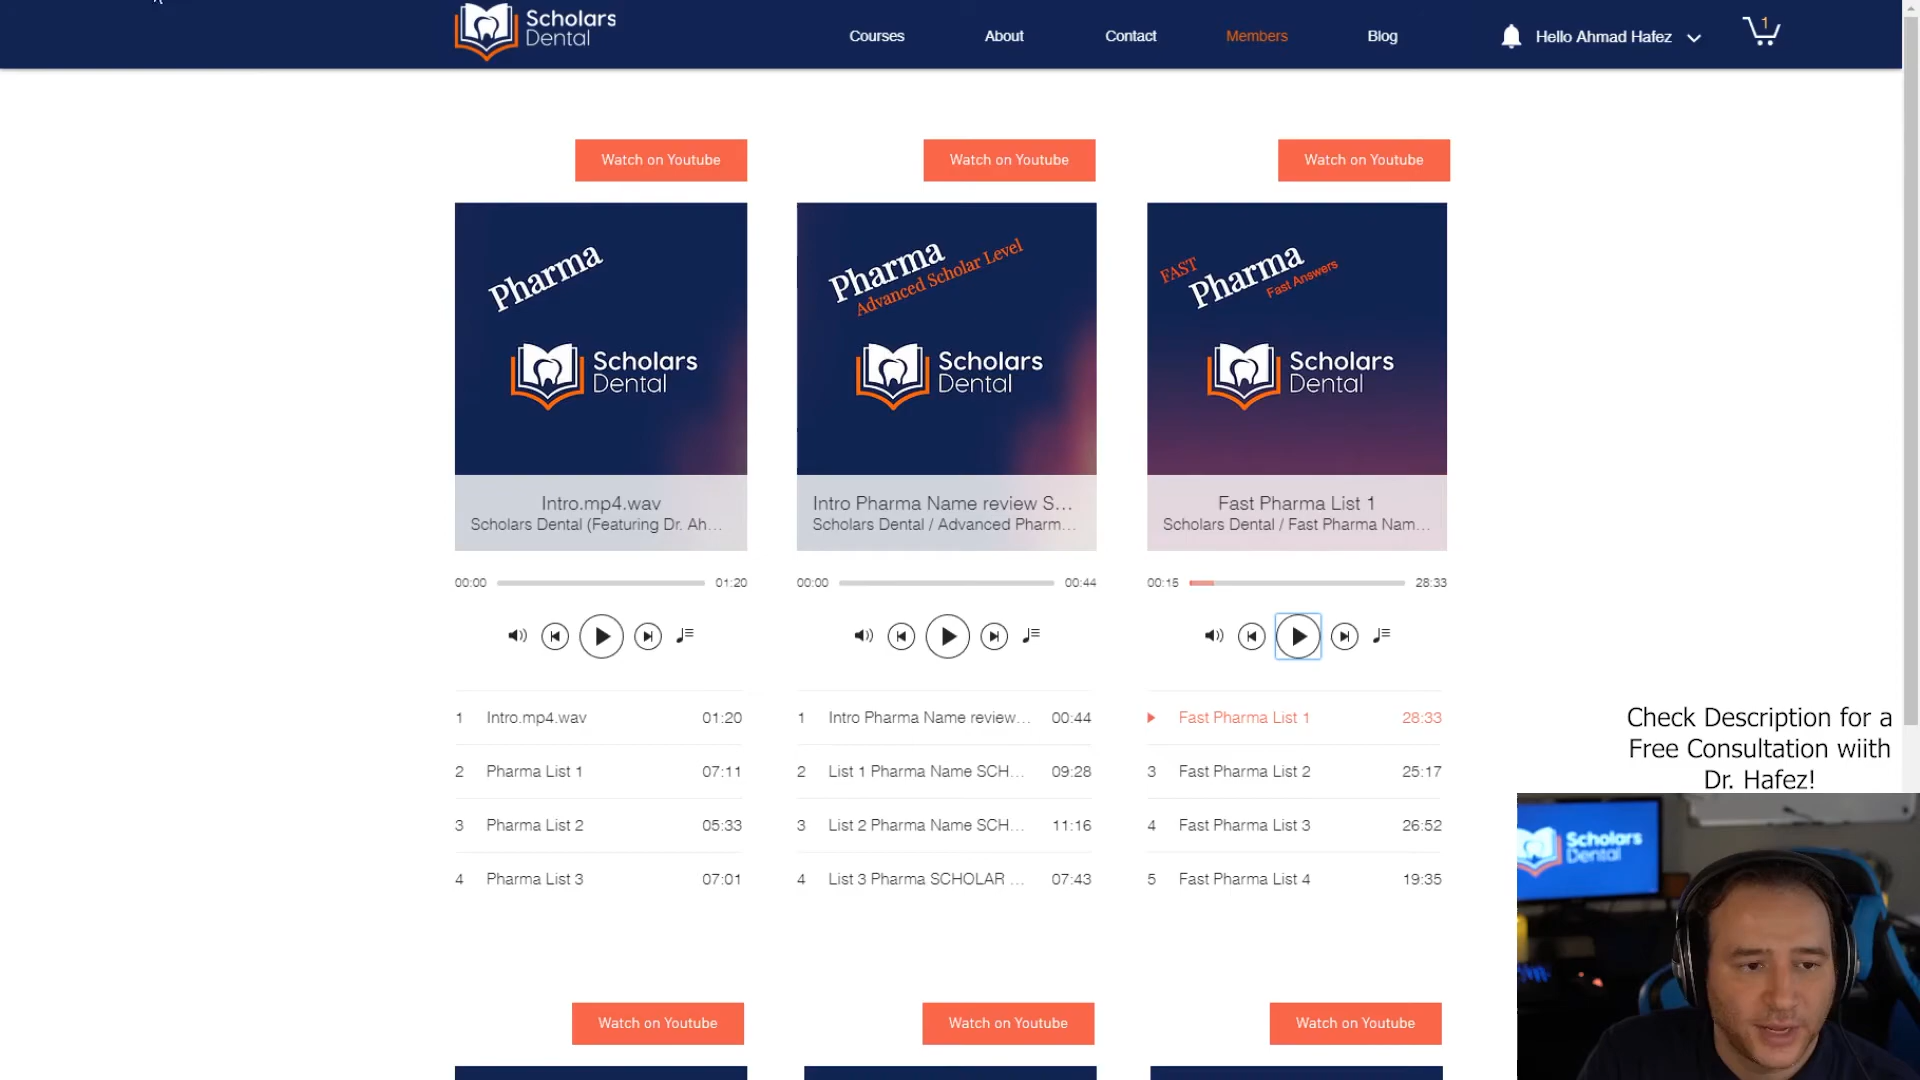 Scholars
Dental
Courses
About
Contact
Members
Blog
Hello Ahmad Hafez
1
Watch on Youtube
Watch on Youtube
Watch on Youtube
Pharma
Scholars
Dental
Intro.mp4.wav
Scholars Dental (Featuring Dr. Ah...
Pharma
Advanced Scholar Level
Scholars
Dental
Intro Pharma Name review S...
Scholars Dental / Advanced Pharm...
FAST
Pharma
Fast Answers
Scholars
Dental
Fast Pharma List 1
Scholars Dental / Fast Pharma Nam...
00:00 01:20
00:00 00:44
00:15 28:33
1 Intro.mp4.wav 01:20
2 Pharma List 1 07:11
3 Pharma List 2 05:33
4 Pharma List 3 07:01
1 Intro Pharma Name review... 00:44
2 List 1 Pharma Name SCH... 09:28
3 List 2 Pharma Name SCH... 11:16
4 List 3 Pharma SCHOLAR ... 07:43
Fast Pharma List 1 28:33
3 Fast Pharma List 2 25:17
4 Fast Pharma List 3 26:52
5 Fast Pharma List 4 19:35
Check Description for a
Free Consultation wiith
Dr. Hafez!
Scholars
Dental
Watch on Youtube
Watch on Youtube
Watch on Youtube